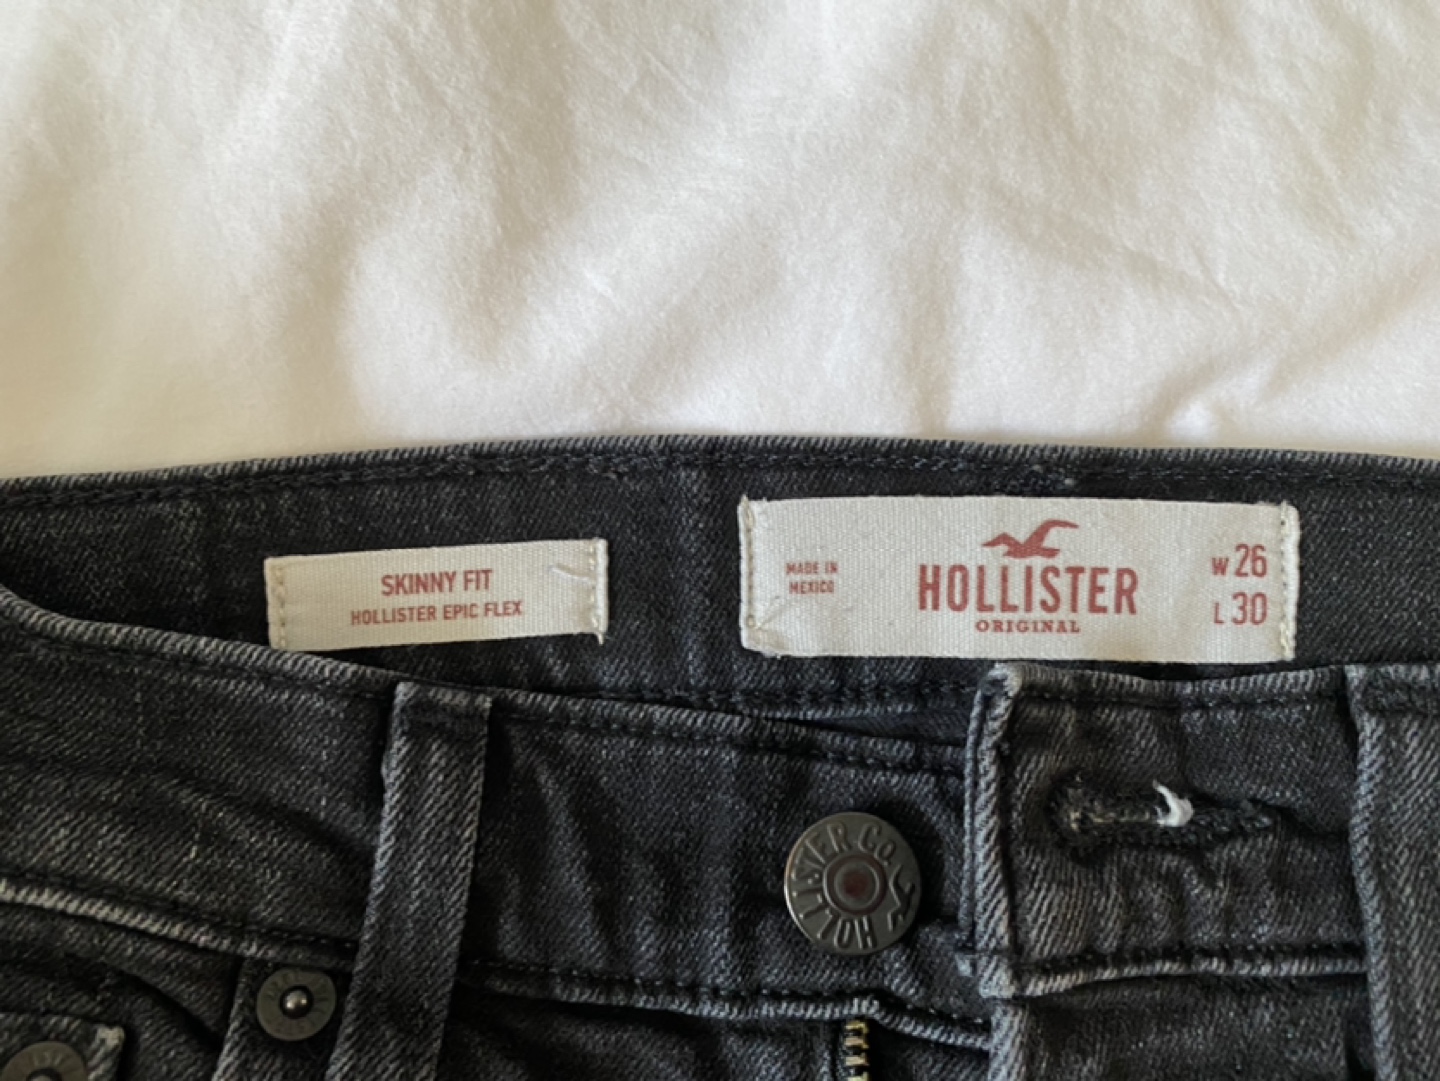 SKINNY FIT
HOLLISTER EPIC FLEX
MADE IN
MEXICO
HOLLISTER
ORIGINAL
W 26
L 30
HOLLISTER CO.